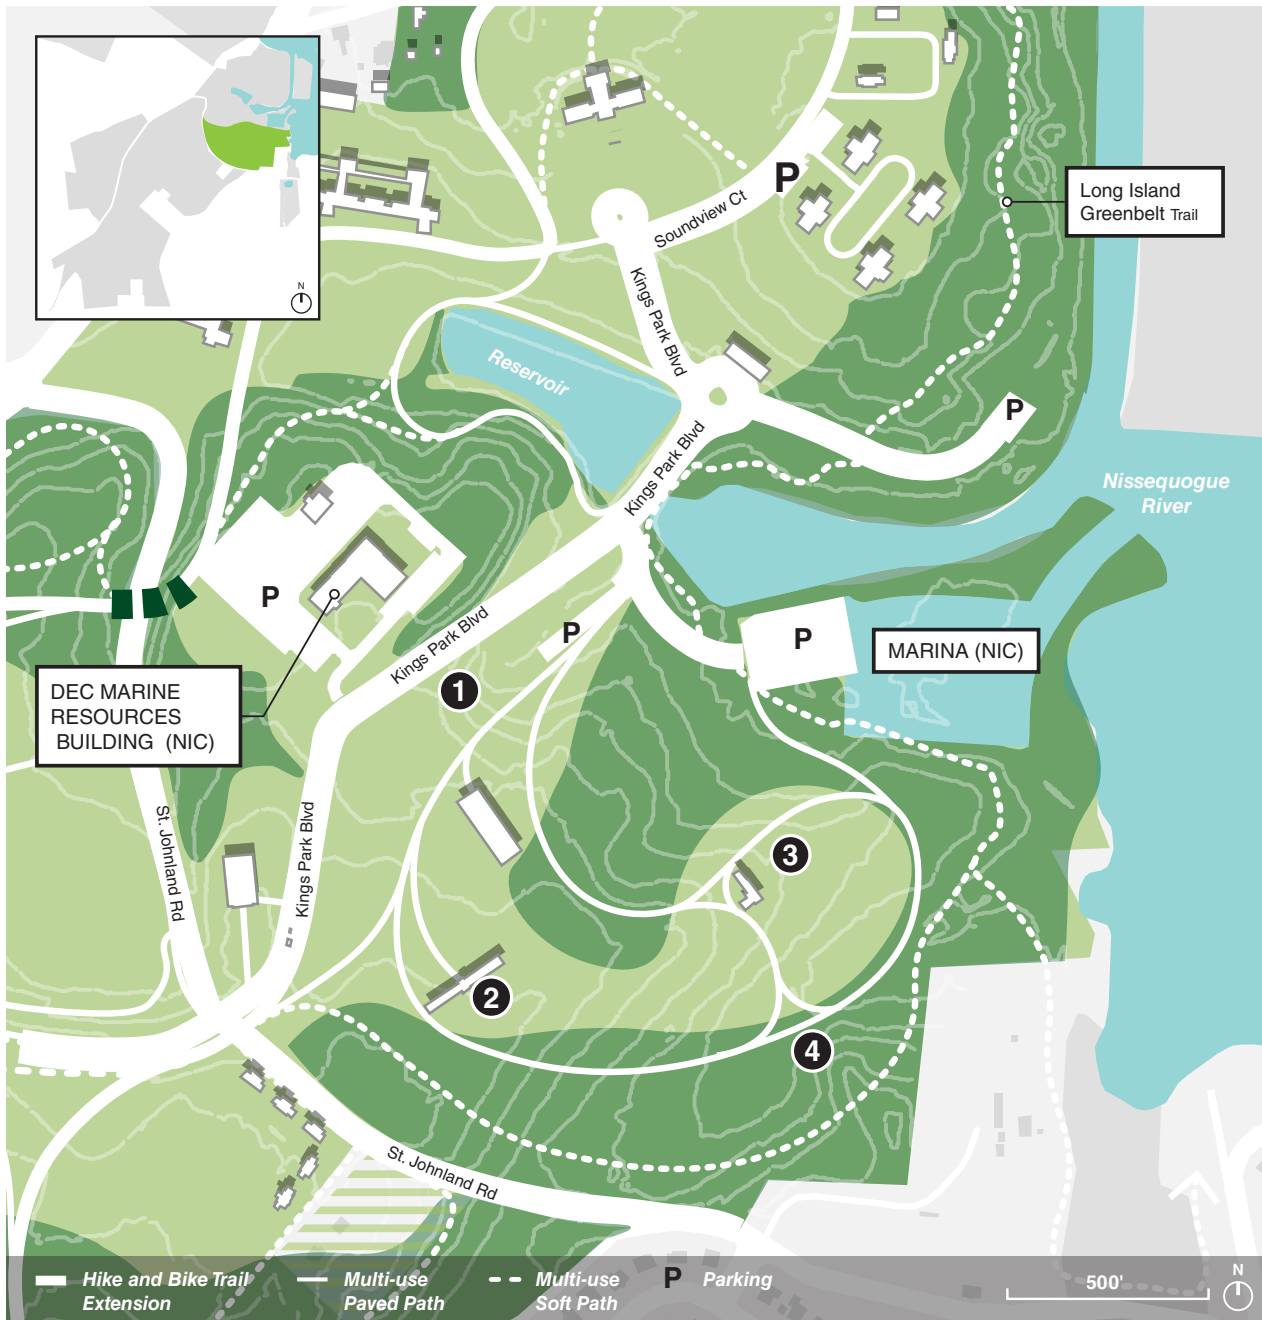 N
Long Island
Greenbelt Trail
P
Soundview Ct
Kings Park Blvd
Reservoir
P
Kings Park Blvd
Nissequogue
River
P
Kings Park Blvd
P
P
MARINA (NIC)
DEC MARINE
RESOURCES
BUILDING (NIC)
1
St. Johnland Rd
Kings Park Blvd
3
2
4
St. Johnland Rd
Hike and Bike Trail
Extension
Multi-use
Paved Path
Multi-use
Soft Path
P Parking
500'
N